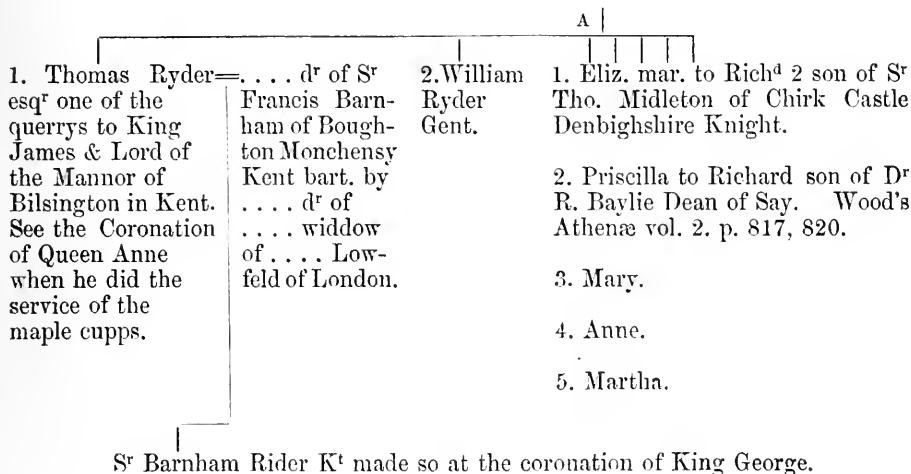 A
1. Thomas Ryder=. . . . dʳ of Sʳ
esqʳ one of the
querrys to King
James & Lord of
the Mannor of
Bilsington in Kent.
See the Coronation
of Queen Anne
when he did the
service of the
maple cupps.
Francis Barn-
ham of Bough-
ton Monchensy
Kent bart. by
. . . . dʳ of
. . . . widdow
of . . . . Low-
feld of London.
2.William
Ryder
Gent.
1. Eliz. mar. to Richᵈ 2 son of Sʳ
Tho. Midleton of Chirk Castle
Denbighshire Knight.
2. Priscilla to Richard son of Dʳ
R. Baylie Dean of Say. Wood's
Athenæ vol. 2. p. 817, 820.
3. Mary.
4. Anne.
5. Martha.
Sʳ Barnham Rider Kᵗ made so at the coronation of King George.